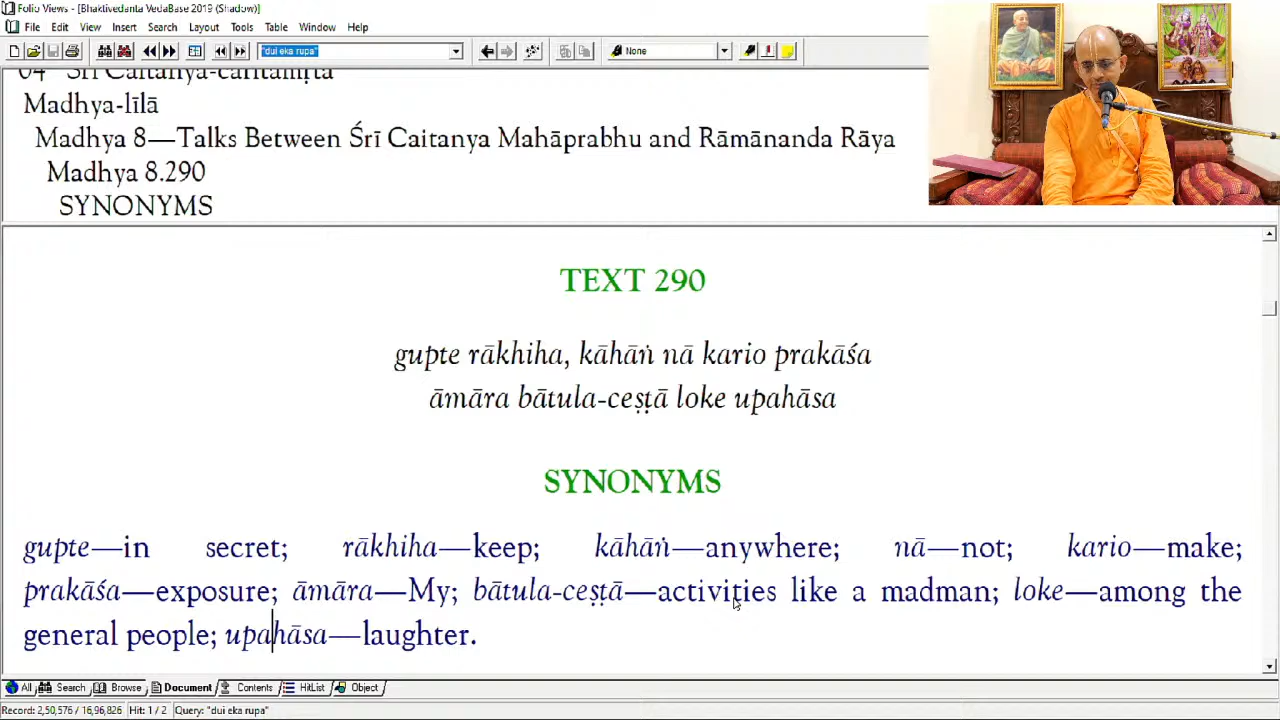 Folio Views - [Bhaktivedanta VedaBase 2019 (Shadow)]
File Edit View Insert Search Layout Tools Table Window Help
"dui eka rupa" None
04 Śrī Caitanya-caritāmṛta
Madhya-līlā
Madhya 8—Talks Between Śrī Caitanya Mahāprabhu and Rāmānanda Rāya
Madhya 8.290
SYNONYMS
TEXT 290
gupte rākhiha, kāhāṅ nā kario prakāśa
āmāra bātula-ceṣṭā loke upahāsa
SYNONYMS
gupte—in secret; rākhiha—keep; kāhāṅ—anywhere; nā—not; kario—make;
prakāśa—exposure; āmāra—My; bātula-ceṣṭā—activities like a madman; loke—among the
general people; upahāsa—laughter.
All Search Browse Document Contents HitList Object
Record: 2,50,576 / 16,96,826 Hit: 1 / 2 Query: "dui eka rupa"